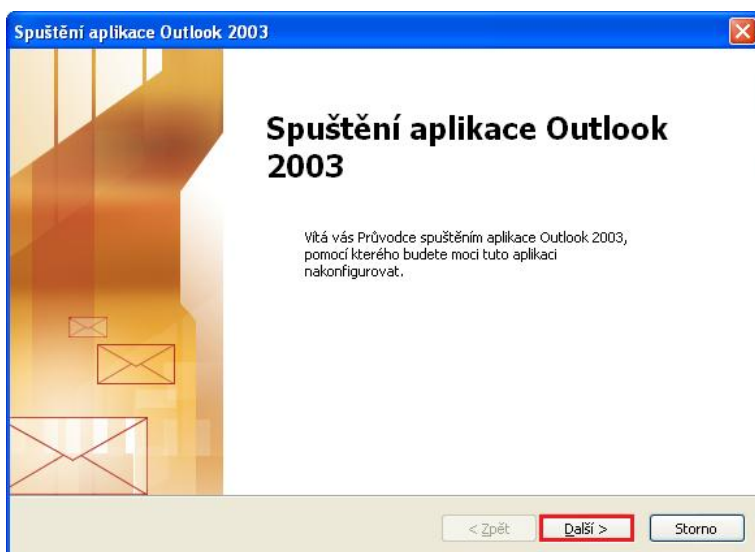 Spuštění aplikace Outlook 2003
Spuštění aplikace Outlook
2003
Vítá vás Průvodce spuštěním aplikace Outlook 2003,
pomocí kterého budete moci tuto aplikaci
nakonfigurovat.
< Zpět
Další >
Storno